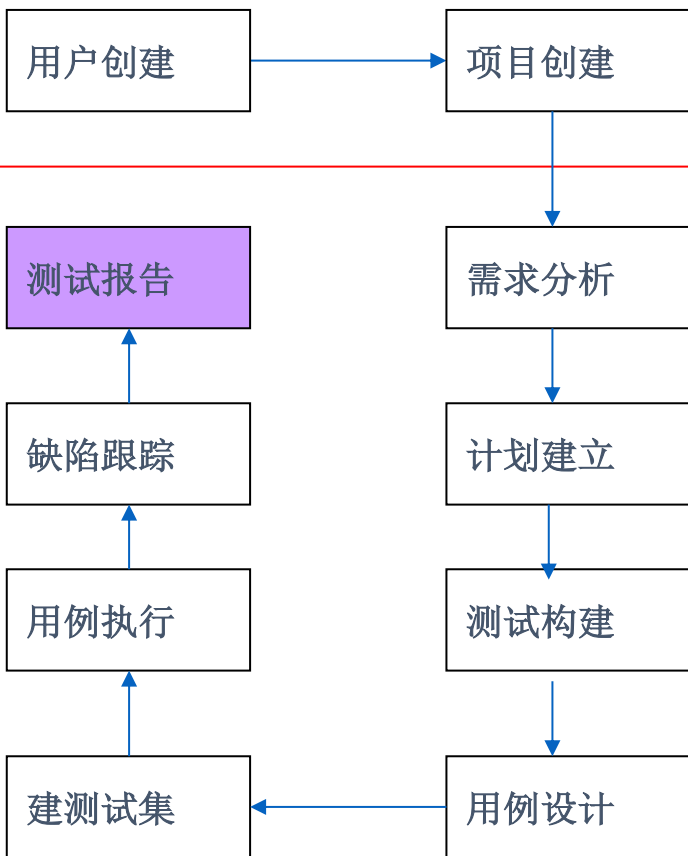 用户创建
项目创建
测试报告
需求分析
缺陷跟踪
计划建立
用例执行
测试构建
建测试集
用例设计